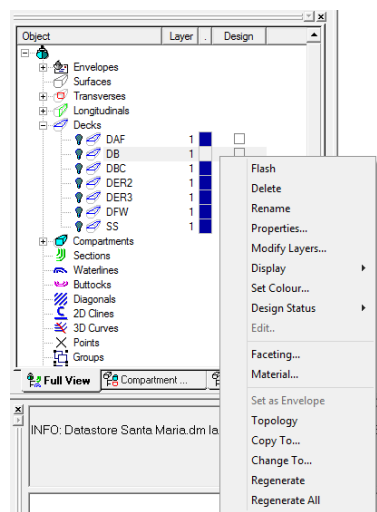 Object Layer . Design
Envelopes
Surfaces
Transverses
Longitudinals
Decks
DAF 1
DB 1
DBC 1
DER2 1
DER3 1
DFW 1
SS 1
Compartments
Sections
Waterlines
Buttocks
Diagonals
2D Clines
3D Curves
Points
Groups
Full View Compartment ...
INFO: Datastore Santa Maria.dm la
Flash
Delete
Rename
Properties...
Modify Layers...
Display
Set Colour...
Design Status
Edit..
Faceting...
Material...
Set as Envelope
Topology
Copy To...
Change To...
Regenerate
Regenerate All